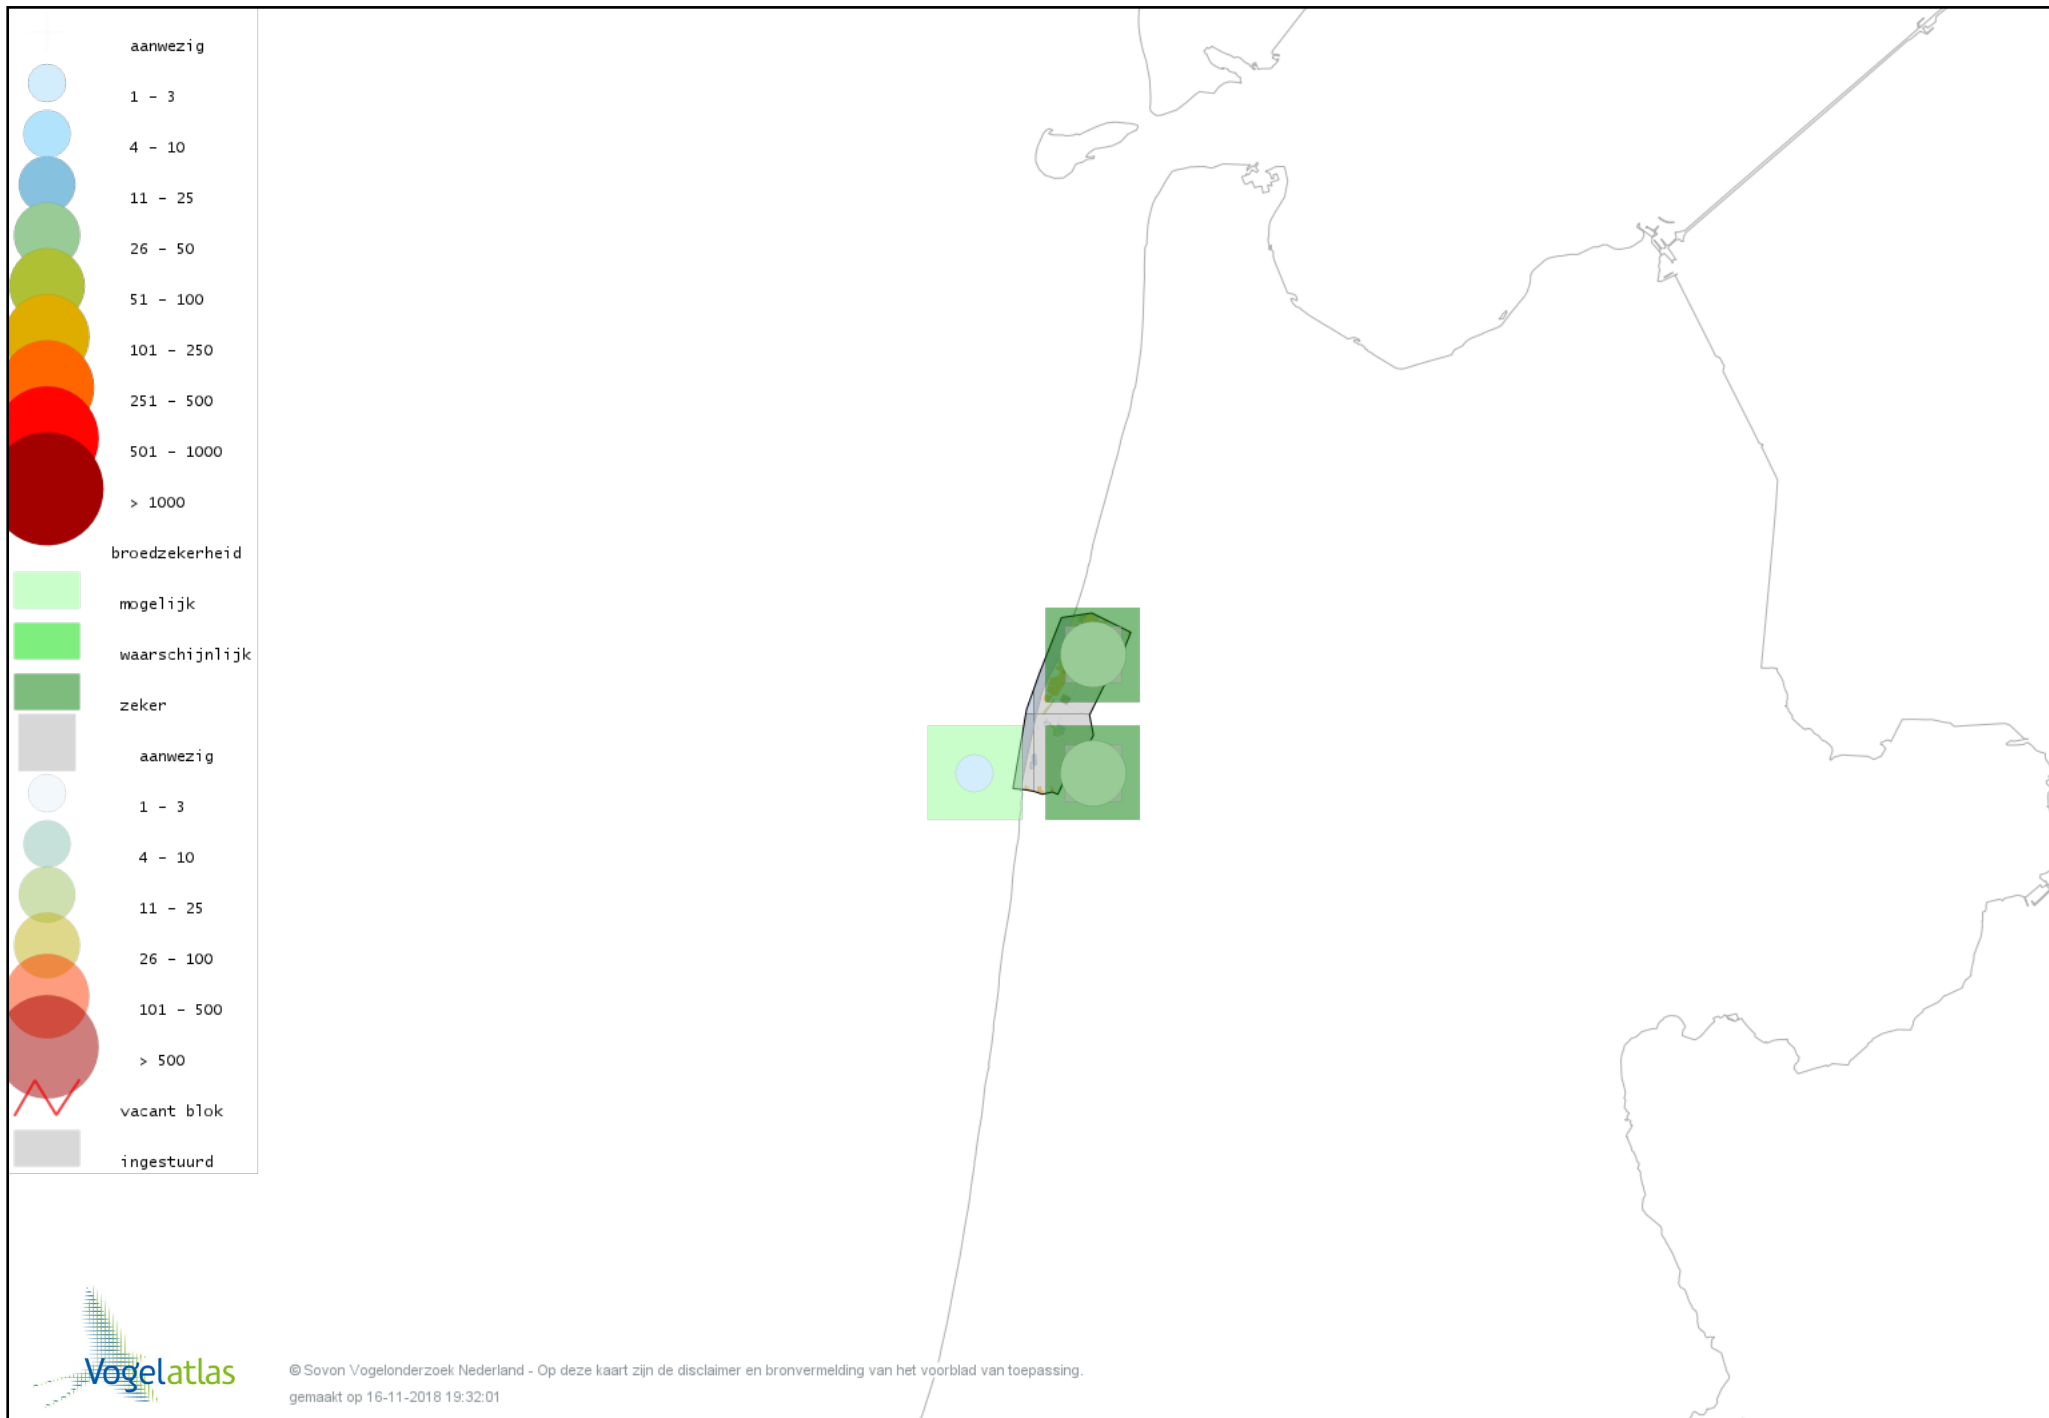 aanwezig
1 - 3
4 - 10
11 - 25
26 - 50
51 - 100
101 - 250
251 - 500
501 - 1000
> 1000
broedzekerheid
mogelijk
waarschijnlijk
zeker
aanwezig
1 - 3
4 - 10
11 - 25
26 - 100
101 - 500
> 500
vacant blok
ingestuurd
Vogelatlas
© Sovon Vogelonderzoek Nederland - Op deze kaart zijn de disclaimer en bronvermelding van het voorblad van toepassing.
gemaakt op 16-11-2018 19:32:01